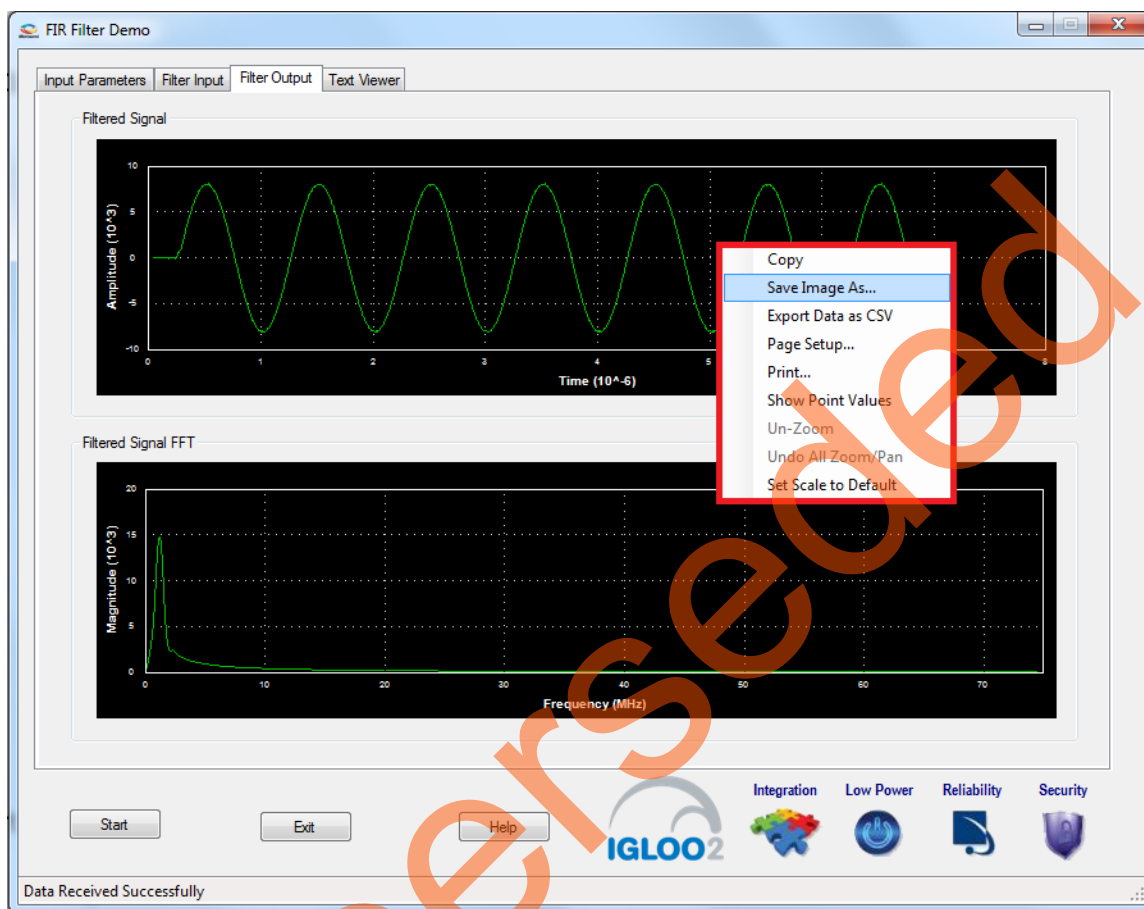 FIR Filter Demo
Input Parameters Filter Input Filter Output Text Viewer
Filtered Signal
10
5
0
-5
-10
Amplitude (10^3)
0 1 2 3 4 5 8
Time (10^-6)
Copy
Save Image As...
Export Data as CSV
Page Setup...
Print...
Show Point Values
Un-Zoom
Undo All Zoom/Pan
Set Scale to Default
Filtered Signal FFT
20
15
10
5
0
Magnitude (10^3)
0 10 20 30 40 50 60 70
Frequency (MHz)
Start Exit Help
IGLOO2
Integration Low Power Reliability Security
Data Received Successfully
erseded